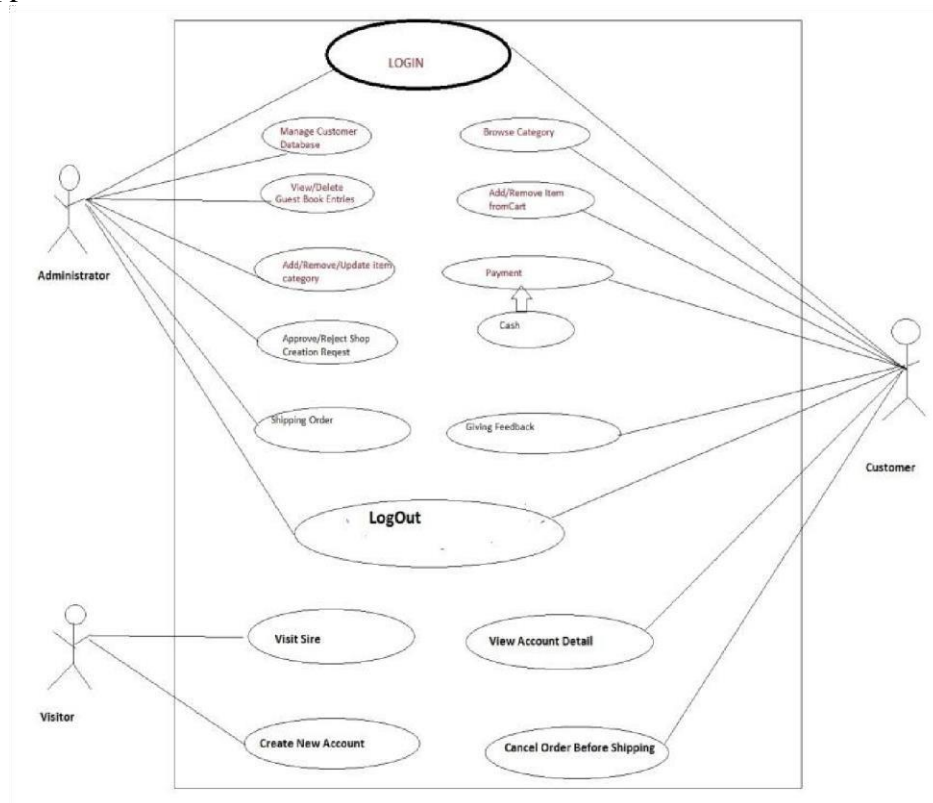 LOGIN
Manage Customer
Database
Browse Category
View/Delete
Guest Book Entries
Add/Remove Item
fromCart
Administrator
Add/Remove/Update item
category
Payment
Cash
Approve/Reject Shop
Creation Reqest
Shipping Order
Giving Feedback
Customer
LogOut
Visit Sire
View Account Detail
Visitor
Create New Account
Cancel Order Before Shipping